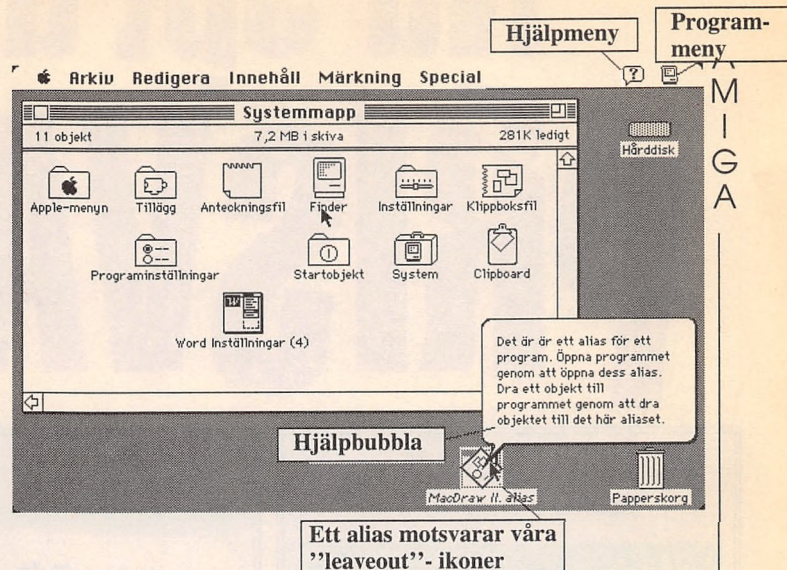 Hjälpmeny
Program-
meny
AMIGA
Arkiv Redigera Innehåll Märkning Special
Systemmapp
11 objekt 7,2 MB i skiva 281K ledigt
Hårddisk
Apple-menyn Tillägg Anteckningsfil Finder Inställningar Klippboksfil
Programinställningar Startobjekt System Clipboard
Word Inställningar (4)
Det är är ett alias för ett
program. Öppna programmet
genom att öppna dess alias.
Dra ett objekt till
programmet genom att dra
objektet till det här aliaset.
Hjälpbubbla
MacDraw II. alias
Papperskorg
Ett alias motsvarar våra
''leaveout''- ikoner